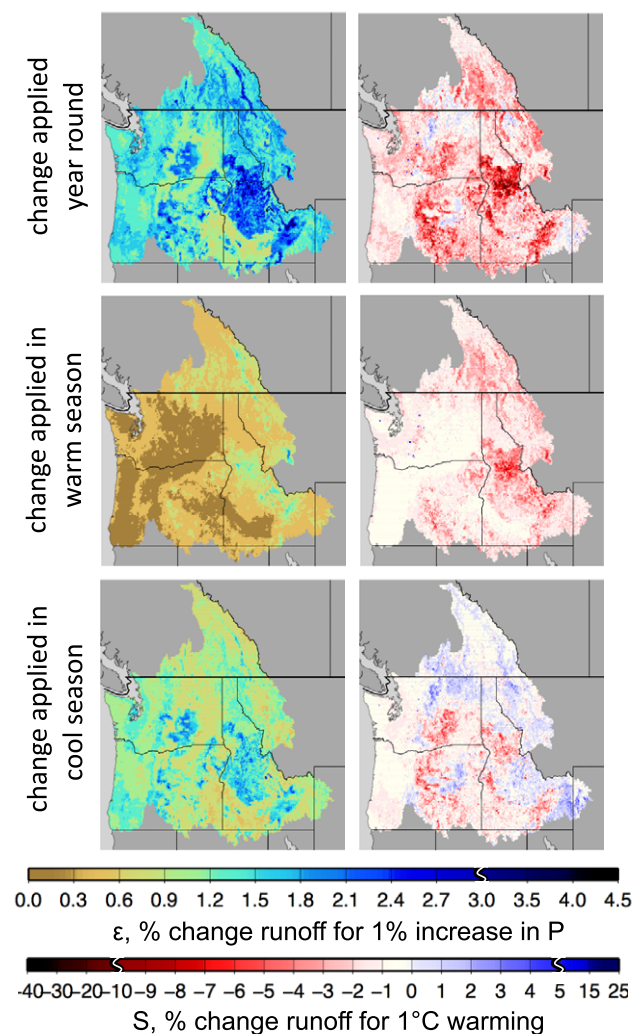 change applied
year round
change applied in
warm season
change applied in
cool season
0.0 0.3 0.6 0.9 1.2 1.5 1.8 2.1 2.4 2.7 3.0 4.0 4.5
ε, % change runoff for 1% increase in P
-40 -30 -20 -10 -9 -8 -7 -6 -5 -4 -3 -2 -1 0 1 2 3 4 5 15 25
S, % change runoff for 1°C warming